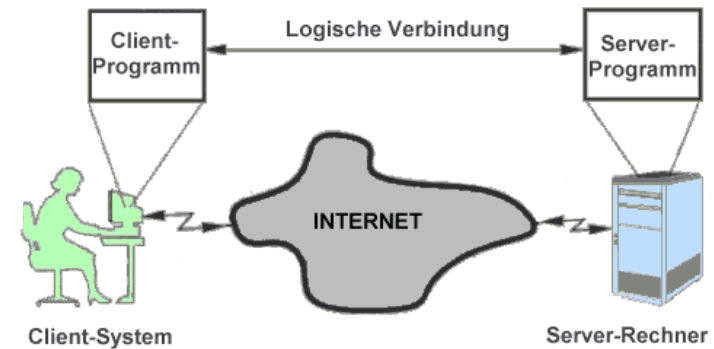 Client-
Programm
Logische Verbindung
Server-
Programm
INTERNET
Client-System
Server-Rechner